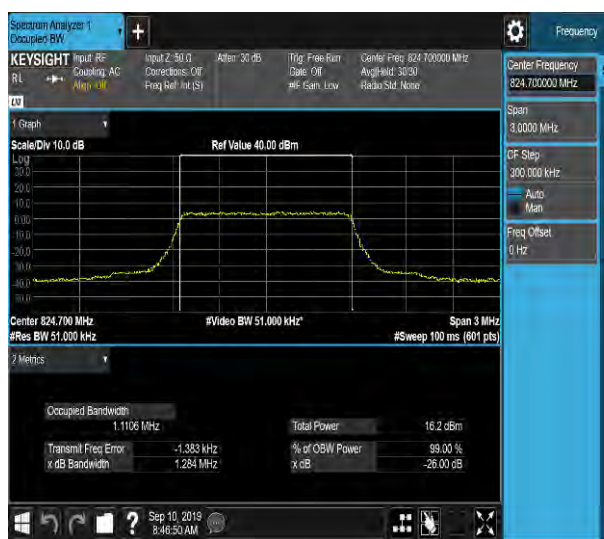 Spectrum Analyzer 1
Occupied BW
+
Frequency
KEYSIGHT Input: RF
Coupling: AC
Align: Off
RL
Input Z: 50 Ω
Corrections: Off
Freq Ref: Int (S)
Atten: 30 dB
Trig: Free Run
Gate: Off
#IF Gain: Low
Center Freq: 824.700000 MHz
Avg|Hold: 30/30
Radio Std: None
1 Graph
Scale/Div 10.0 dB
Ref Value 40.00 dBm
Log
30.0
20.0
10.0
0.00
-10.0
-20.0
-30.0
-40.0
-50.0
Center 824.700 MHz
#Video BW 51.000 kHz*
Span 3 MHz
#Res BW 51.000 kHz
#Sweep 100 ms (601 pts)
2 Metrics
Occupied Bandwidth
1.1106 MHz
Total Power 16.2 dBm
Transmit Freq Error -1.383 kHz
% of OBW Power 99.00 %
x dB Bandwidth 1.284 MHz
x dB -26.00 dB
? Sep 10, 2019
8:46:50 AM
Center Frequency
824.700000 MHz
Span
3.0000 MHz
CF Step
300.000 kHz
Auto
Man
Freq Offset
0 Hz